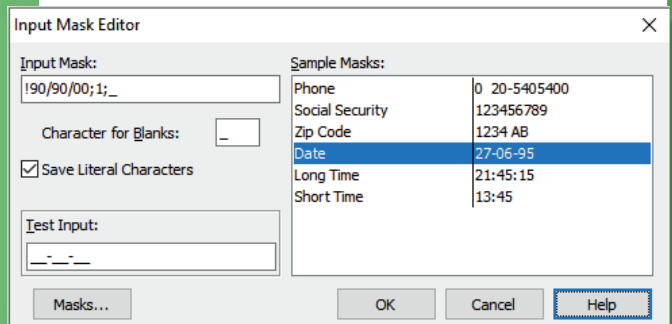 Input Mask Editor
Input Mask:
!90/90/00;1;_
Character for Blanks: _
Save Literal Characters
Test Input:
__-__-__
Sample Masks:
Phone 0 20-5405400
Social Security 123456789
Zip Code 1234 AB
Date 27-06-95
Long Time 21:45:15
Short Time 13:45
Masks... OK Cancel Help